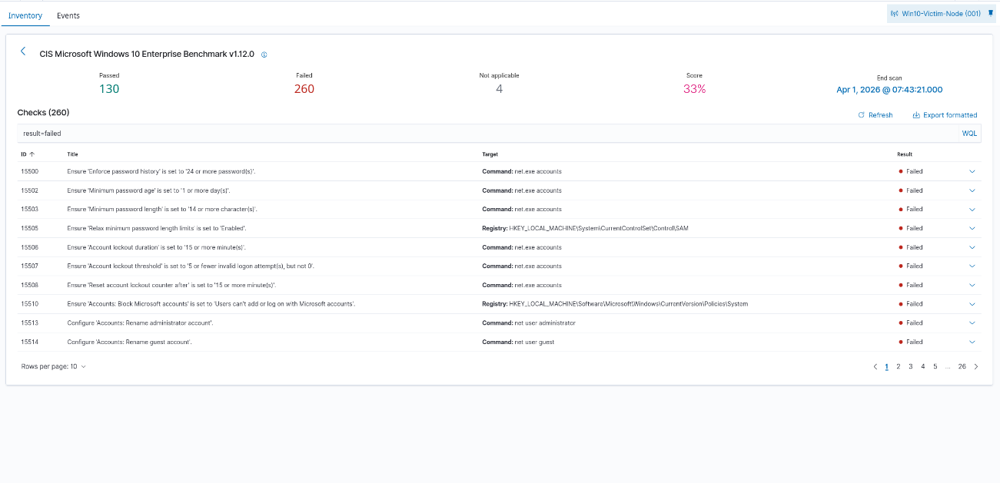 Inventory Events
Win10-Victim-Node (001)
CIS Microsoft Windows 10 Enterprise Benchmark v1.12.0
Passed Failed Not applicable Score End scan
130 260 4 33% Apr 1, 2026 @ 07:43:21.000
Checks (260)
Refresh Export formatted
result=failed WQL
ID Title Target Result
15500 Ensure 'Enforce password history' is set to '24 or more password(s)'. Command: net.exe accounts Failed
15502 Ensure 'Minimum password age' is set to '1 or more day(s)'. Command: net.exe accounts Failed
15503 Ensure 'Minimum password length' is set to '14 or more character(s)'. Command: net.exe accounts Failed
15505 Ensure 'Relax minimum password length limits' is set to 'Enabled'. Registry: HKEY_LOCAL_MACHINE\System\CurrentControlSet\Control\SAM Failed
15506 Ensure 'Account lockout duration' is set to '15 or more minute(s)'. Command: net.exe accounts Failed
15507 Ensure 'Account lockout threshold' is set to '5 or fewer invalid logon attempt(s), but not 0'. Command: net.exe accounts Failed
15508 Ensure 'Reset account lockout counter after' is set to '15 or more minute(s)'. Command: net.exe accounts Failed
15510 Ensure 'Accounts: Block Microsoft accounts' is set to 'Users can't add or log on with Microsoft accounts'. Registry: HKEY_LOCAL_MACHINE\Software\Microsoft\Windows\CurrentVersion\Policies\System Failed
15513 Configure 'Accounts: Rename administrator account'. Command: net user administrator Failed
15514 Configure 'Accounts: Rename guest account'. Command: net user guest Failed
Rows per page: 10 1 2 3 4 5 ... 26